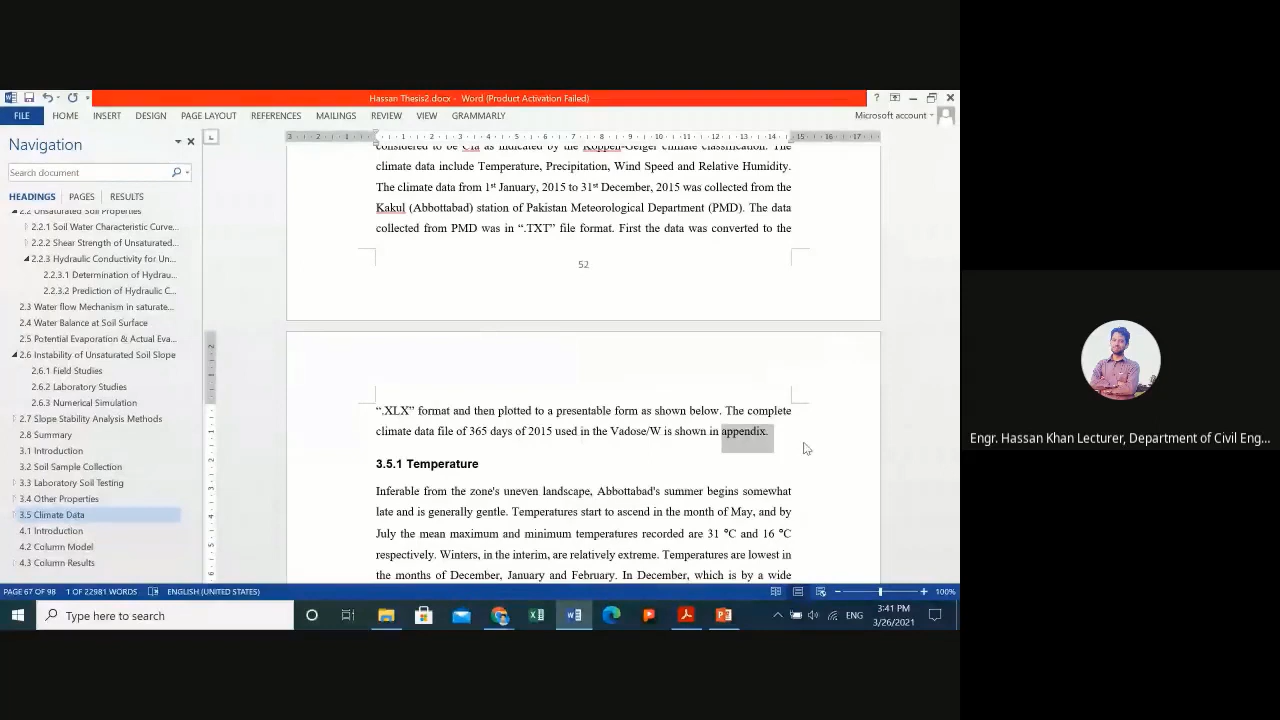 Hassan Thesis2.docx - Word (Product Activation Failed)
FILE HOME INSERT DESIGN PAGE LAYOUT REFERENCES MAILINGS REVIEW VIEW GRAMMARLY Microsoft account
Navigation
Search document
HEADINGS PAGES RESULTS
2.2 Unsaturated Soil Properties
2.2.1 Soil Water Characteristic Curve...
2.2.2 Shear Strength of Unsaturated...
2.2.3 Hydraulic Conductivity for Un...
2.2.3.1 Determination of Hydrau...
2.2.3.2 Prediction of Hydraulic C...
2.3 Water flow Mechanism in saturate...
2.4 Water Balance at Soil Surface
2.5 Potential Evaporation & Actual Eva...
2.6 Instability of Unsaturated Soil Slope
2.6.1 Field Studies
2.6.2 Laboratory Studies
2.6.3 Numerical Simulation
2.7 Slope Stability Analysis Methods
2.8 Summary
3.1 Introduction
3.2 Soil Sample Collection
3.3 Laboratory Soil Testing
3.4 Other Properties
3.5 Climate Data
4.1 Introduction
4.2 Column Model
4.3 Column Results
considered to be Cfa as indicated by the Koppen-Geiger climate classification. The
climate data include Temperature, Precipitation, Wind Speed and Relative Humidity.
The climate data from 1st January, 2015 to 31st December, 2015 was collected from the
Kakul (Abbottabad) station of Pakistan Meteorological Department (PMD). The data
collected from PMD was in “.TXT” file format. First the data was converted to the
52
“.XLX” format and then plotted to a presentable form as shown below. The complete
climate data file of 365 days of 2015 used in the Vadose/W is shown in appendix.
3.5.1 Temperature
Inferable from the zone's uneven landscape, Abbottabad's summer begins somewhat
late and is generally gentle. Temperatures start to ascend in the month of May, and by
July the mean maximum and minimum temperatures recorded are 31 °C and 16 °C
respectively. Winters, in the interim, are relatively extreme. Temperatures are lowest in
the months of December, January and February. In December, which is by a wide
PAGE 67 OF 98 1 OF 22981 WORDS ENGLISH (UNITED STATES) 100%
Type here to search
ENG
3:41 PM
3/26/2021
Engr. Hassan Khan Lecturer, Department of Civil Eng...